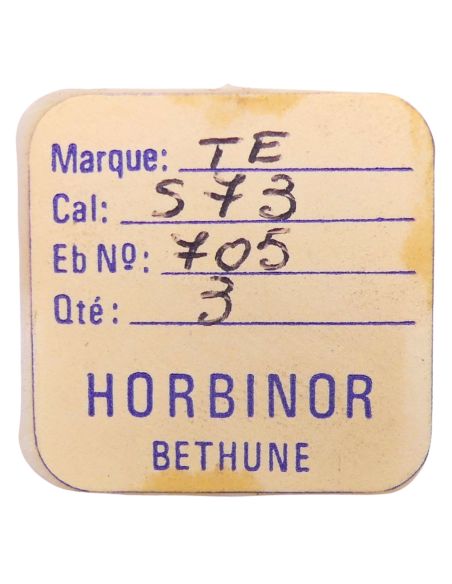 Marque: TE
Cal: 573
Eb Nº: 705
Qté: 3
HORBINOR
BETHUNE